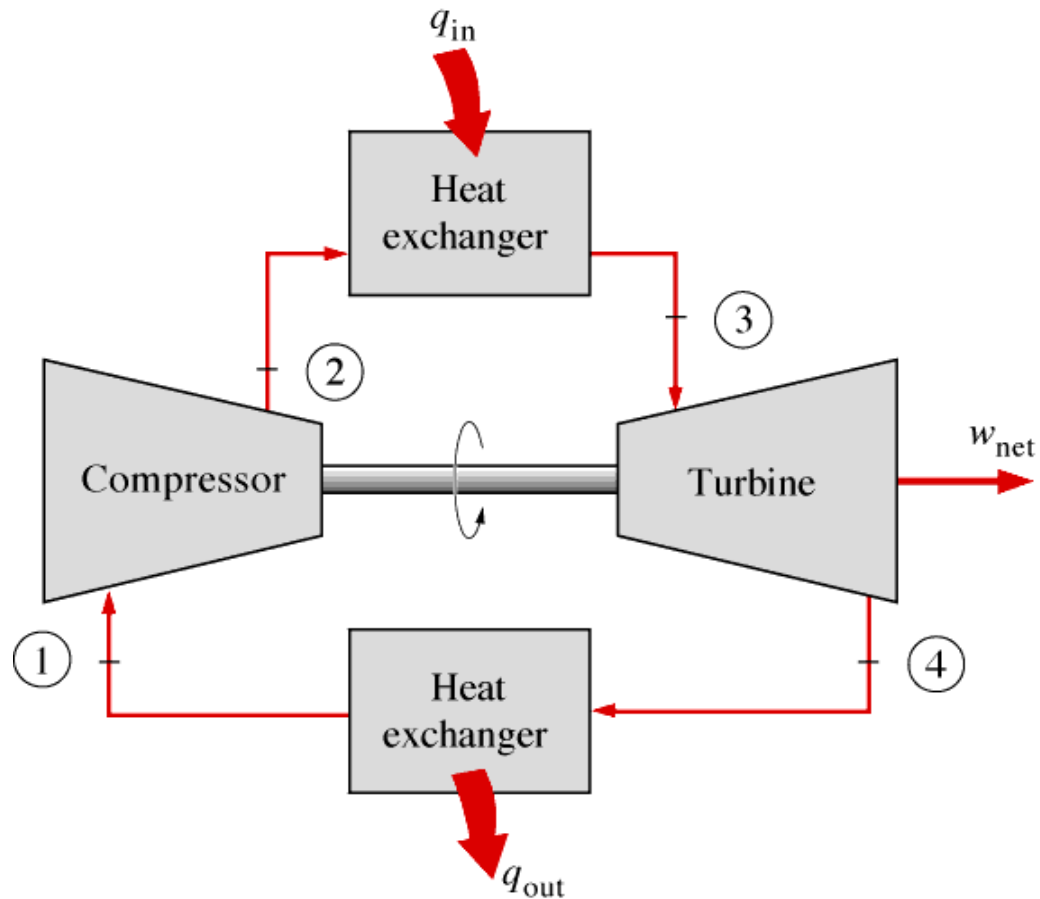 q_in
Heat
exchanger
3
2
w_net
Compressor
Turbine
1
4
Heat
exchanger
q_out